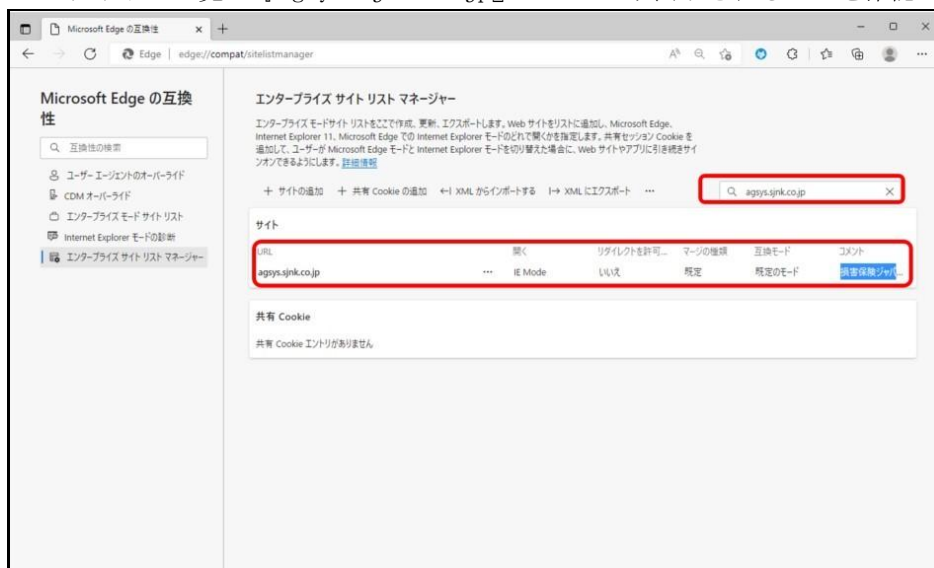 Microsoft Edge の互換性
Edge edge://compat/sitelistmanager
Microsoft Edge の互換
性
互換性の検索
ユーザー エージェントのオーバーライド
CDM オーバーライド
エンタープライズ モード サイト リスト
Internet Explorer モードの診断
エンタープライズ サイト リスト マネージャー
エンタープライズ サイト リスト マネージャー
エンタープライズ モードサイト リストをここで作成、更新、エクスポートします。Web サイトをリストに追加し、Microsoft Edge、
Internet Explorer 11、Microsoft Edge での Internet Explorer モードのどれで開くかを指定します。共有セッション Cookie を
追加して、ユーザーが Microsoft Edge モードと Internet Explorer モードを切り替えた場合に、Web サイトやアプリに引き続きサイ
ンオンできるようにします。詳細情報
+ サイトの追加 + 共有 Cookie の追加 XML からインポートする XML にエクスポート ...
agsys.sjnk.co.jp
サイト
URL 開く リダイレクトを許可... マージの種類 互換モード コメント
agsys.sjnk.co.jp ... IE Mode いいえ 既定 既定のモード 損害保険ジャパ...
共有 Cookie
共有 Cookie エントリがありません